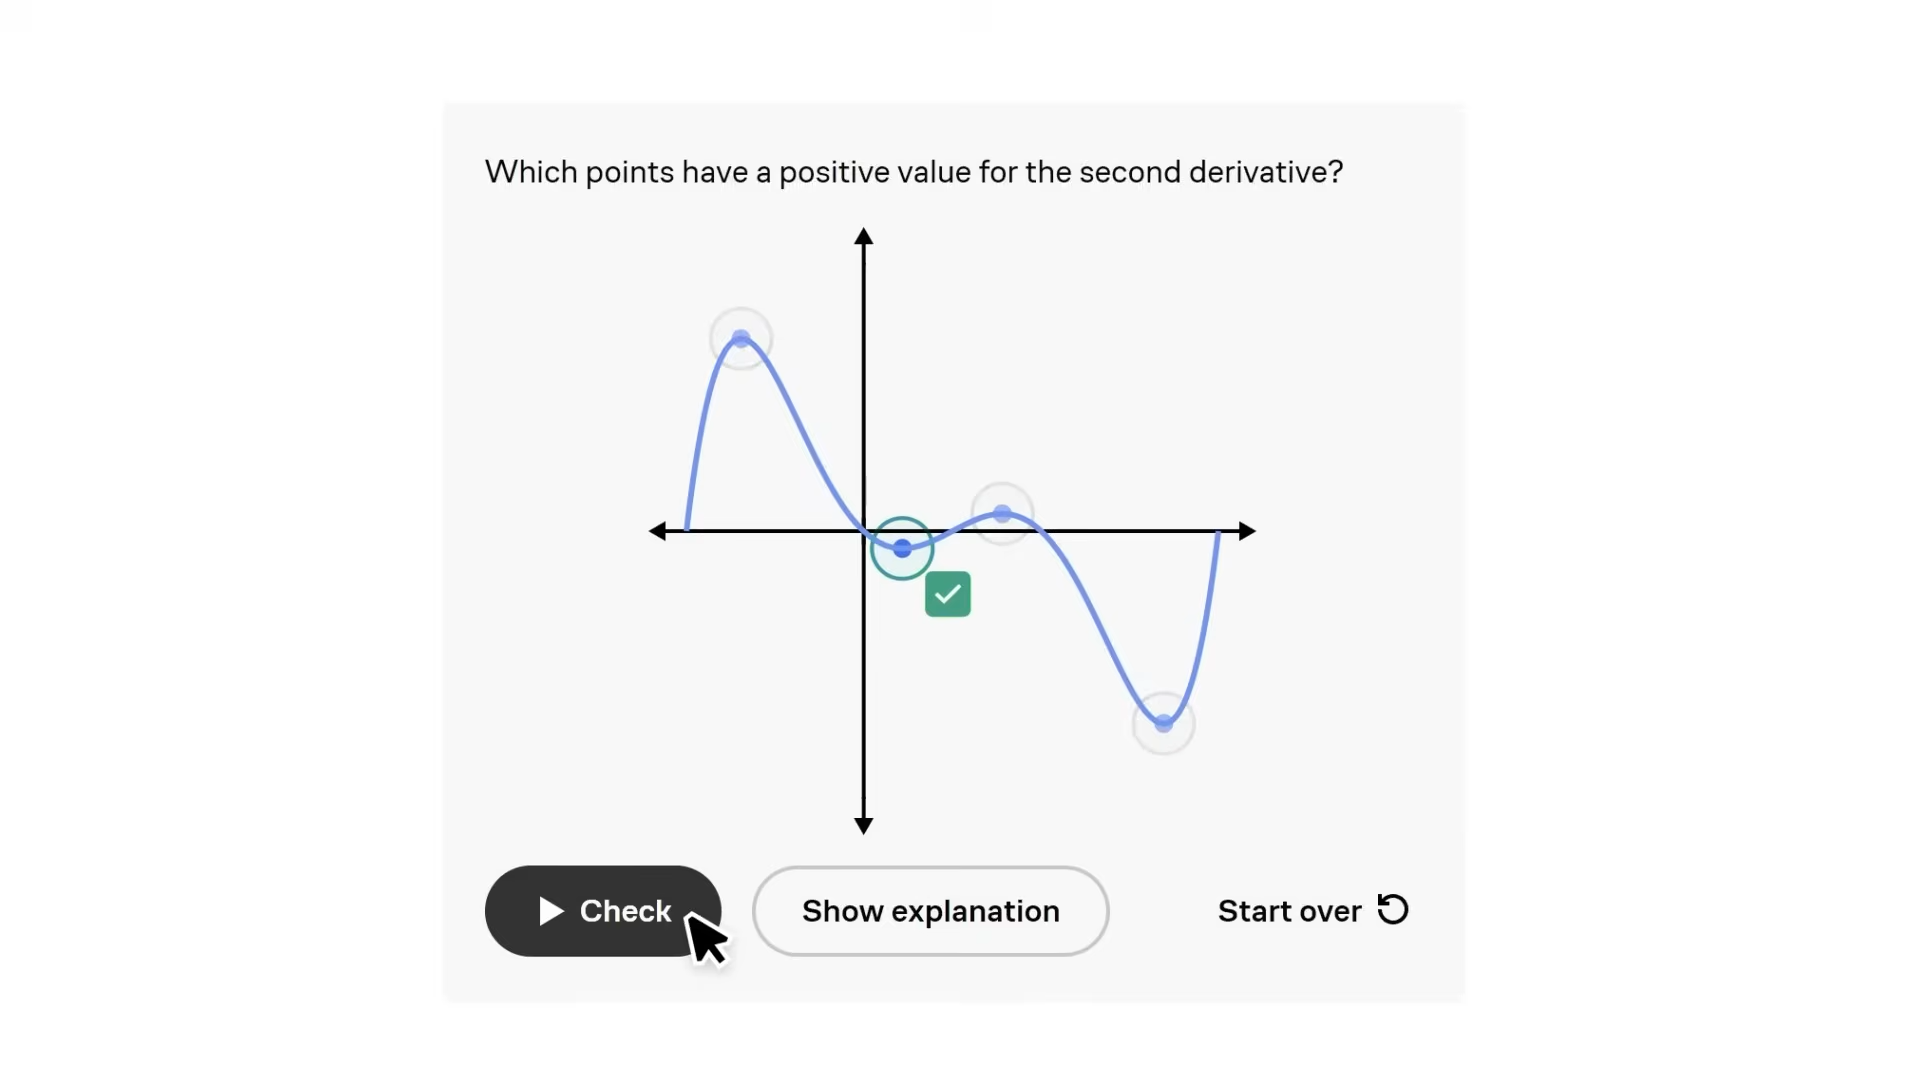 Which points have a positive value for the second derivative?
Check
Show explanation
Start over